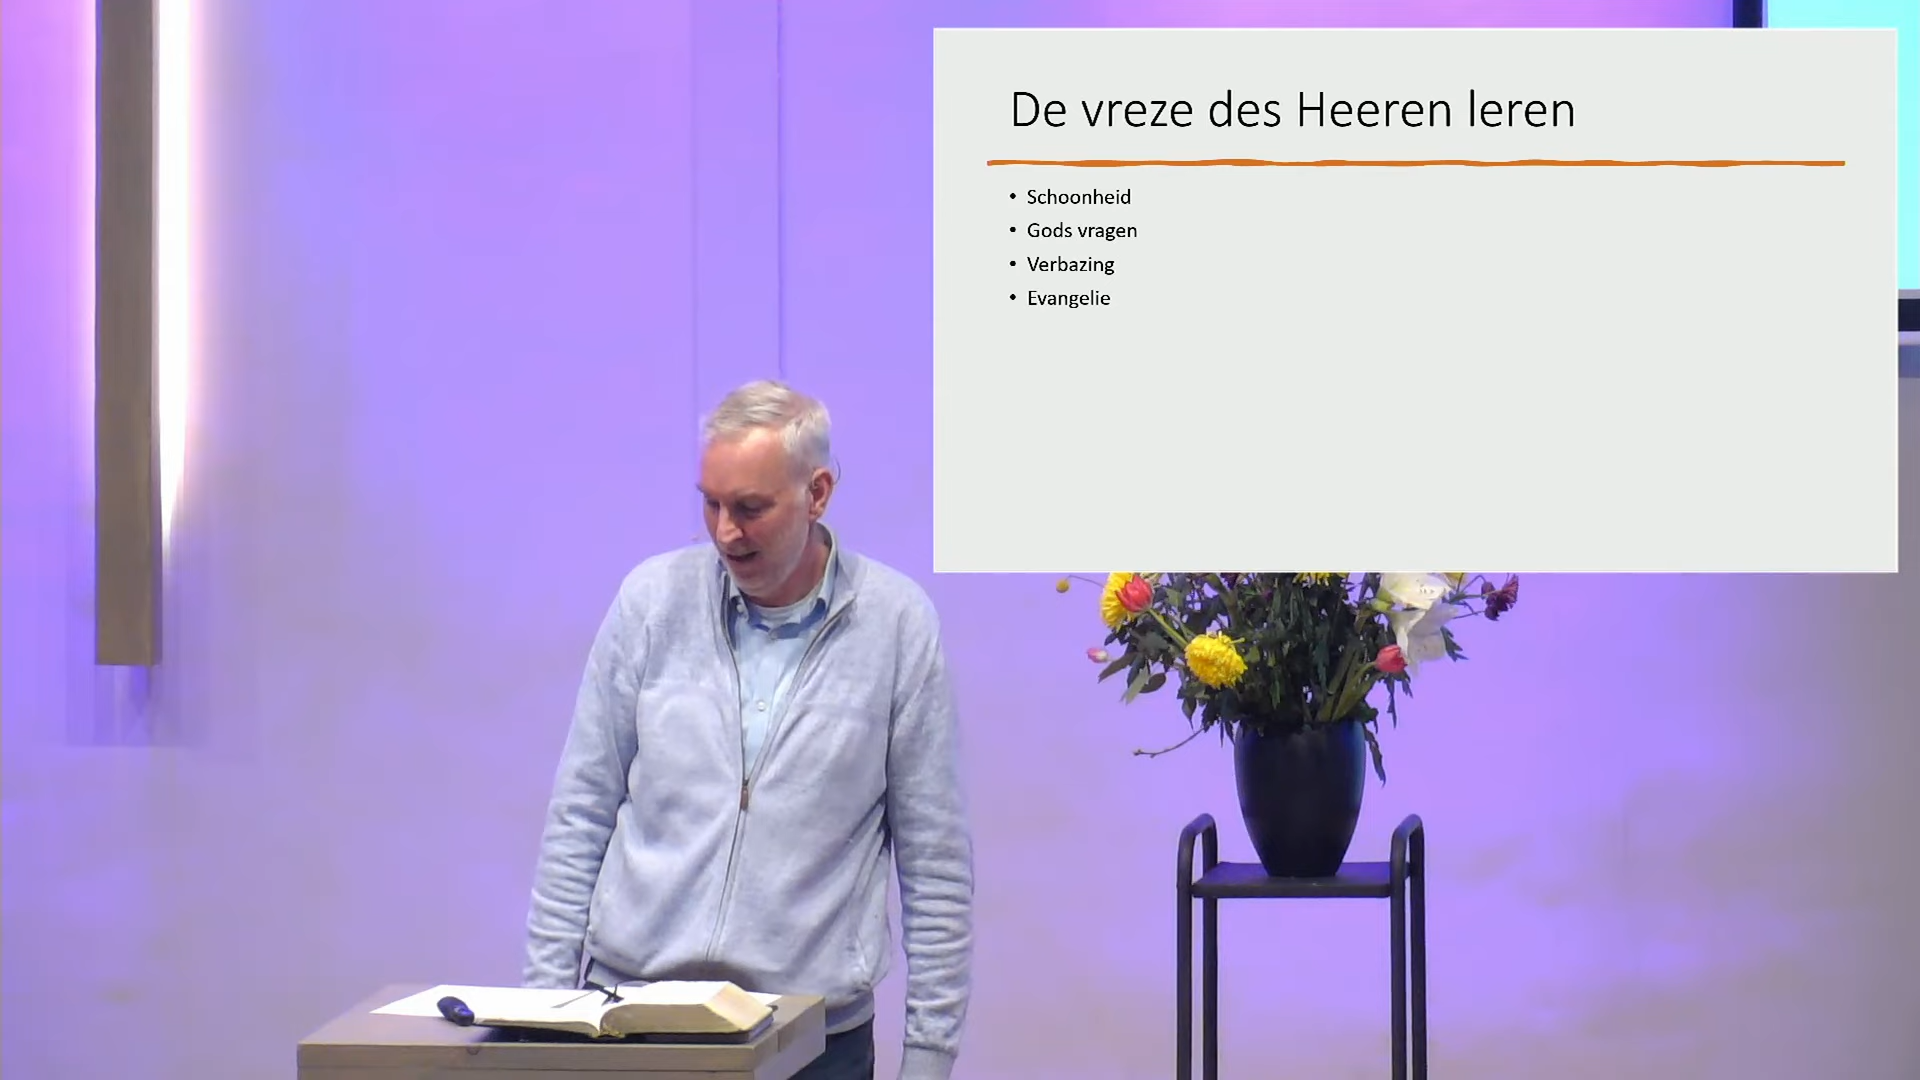 De vreze des Heeren leren
• Schoonheid
• Gods vragen
• Verbazing
• Evangelie